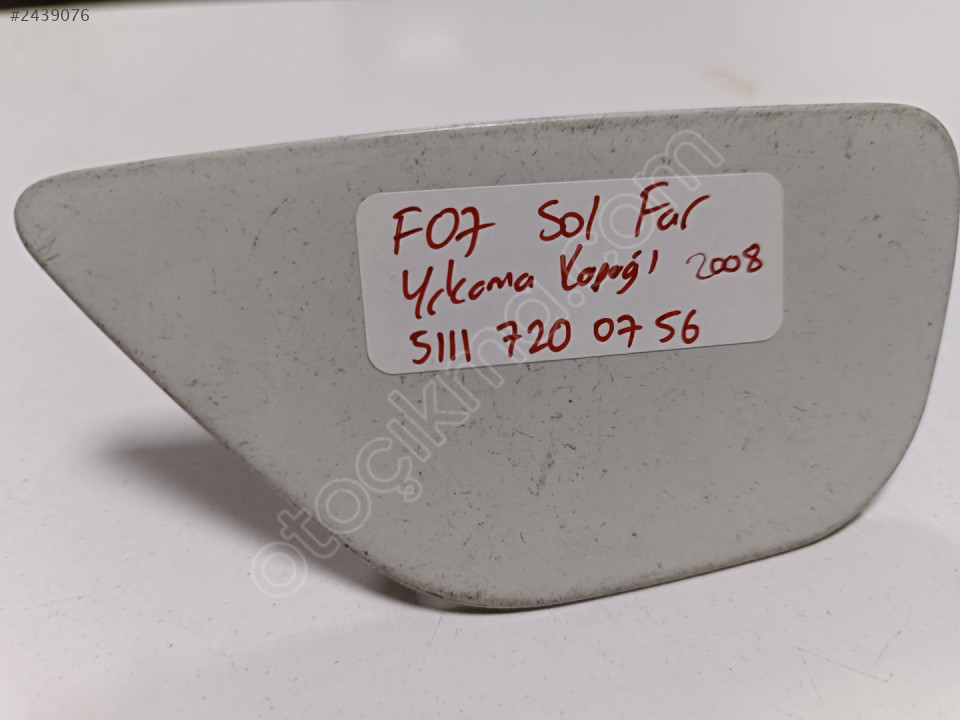 #2439076
F07 Sol Far
Yıkama Kapağı 2008
5111 720 07 56
otoçıkma.com